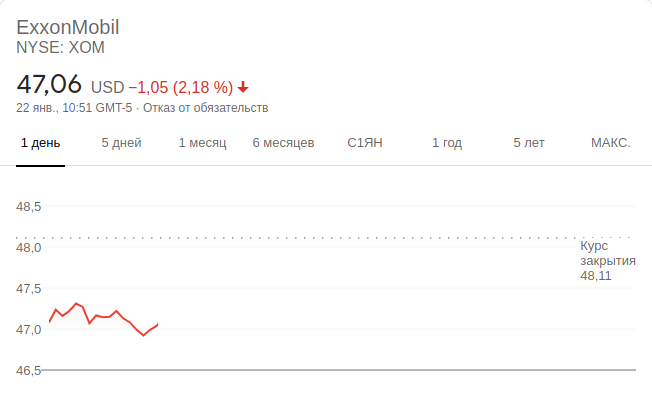 ExxonMobil
NYSE: XOM
47,06 USD −1,05 (2,18 %)
22 янв., 10:51 GMT-5 · Отказ от обязательств
1 день 5 дней 1 месяц 6 месяцев С1ЯН 1 год 5 лет МАКС.
48,5
48,0
47,5
47,0
46,5
Курс
закрытия
48,11